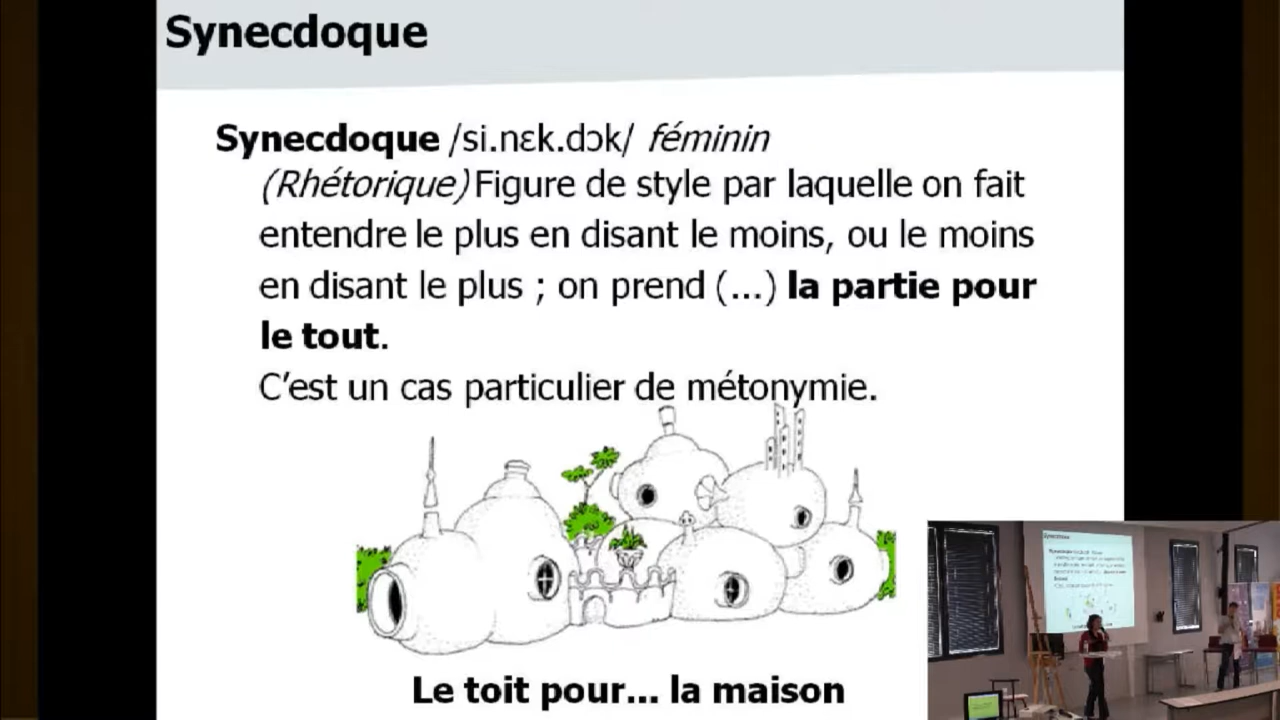 Synecdoque
Synecdoque /si.nɛk.dɔk/ féminin
(Rhétorique) Figure de style par laquelle on fait
entendre le plus en disant le moins, ou le moins
en disant le plus ; on prend (...) la partie pour
le tout.
C'est un cas particulier de métonymie.
Le toit pour... la maison
Synecdoque